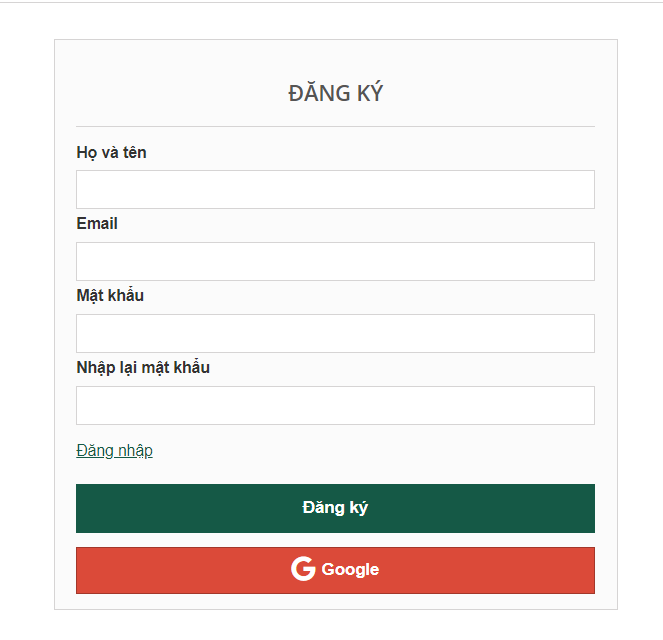 ĐĂNG KÝ
Họ và tên
Email
Mật khẩu
Nhập lại mật khẩu
Đăng nhập
Đăng ký
Google